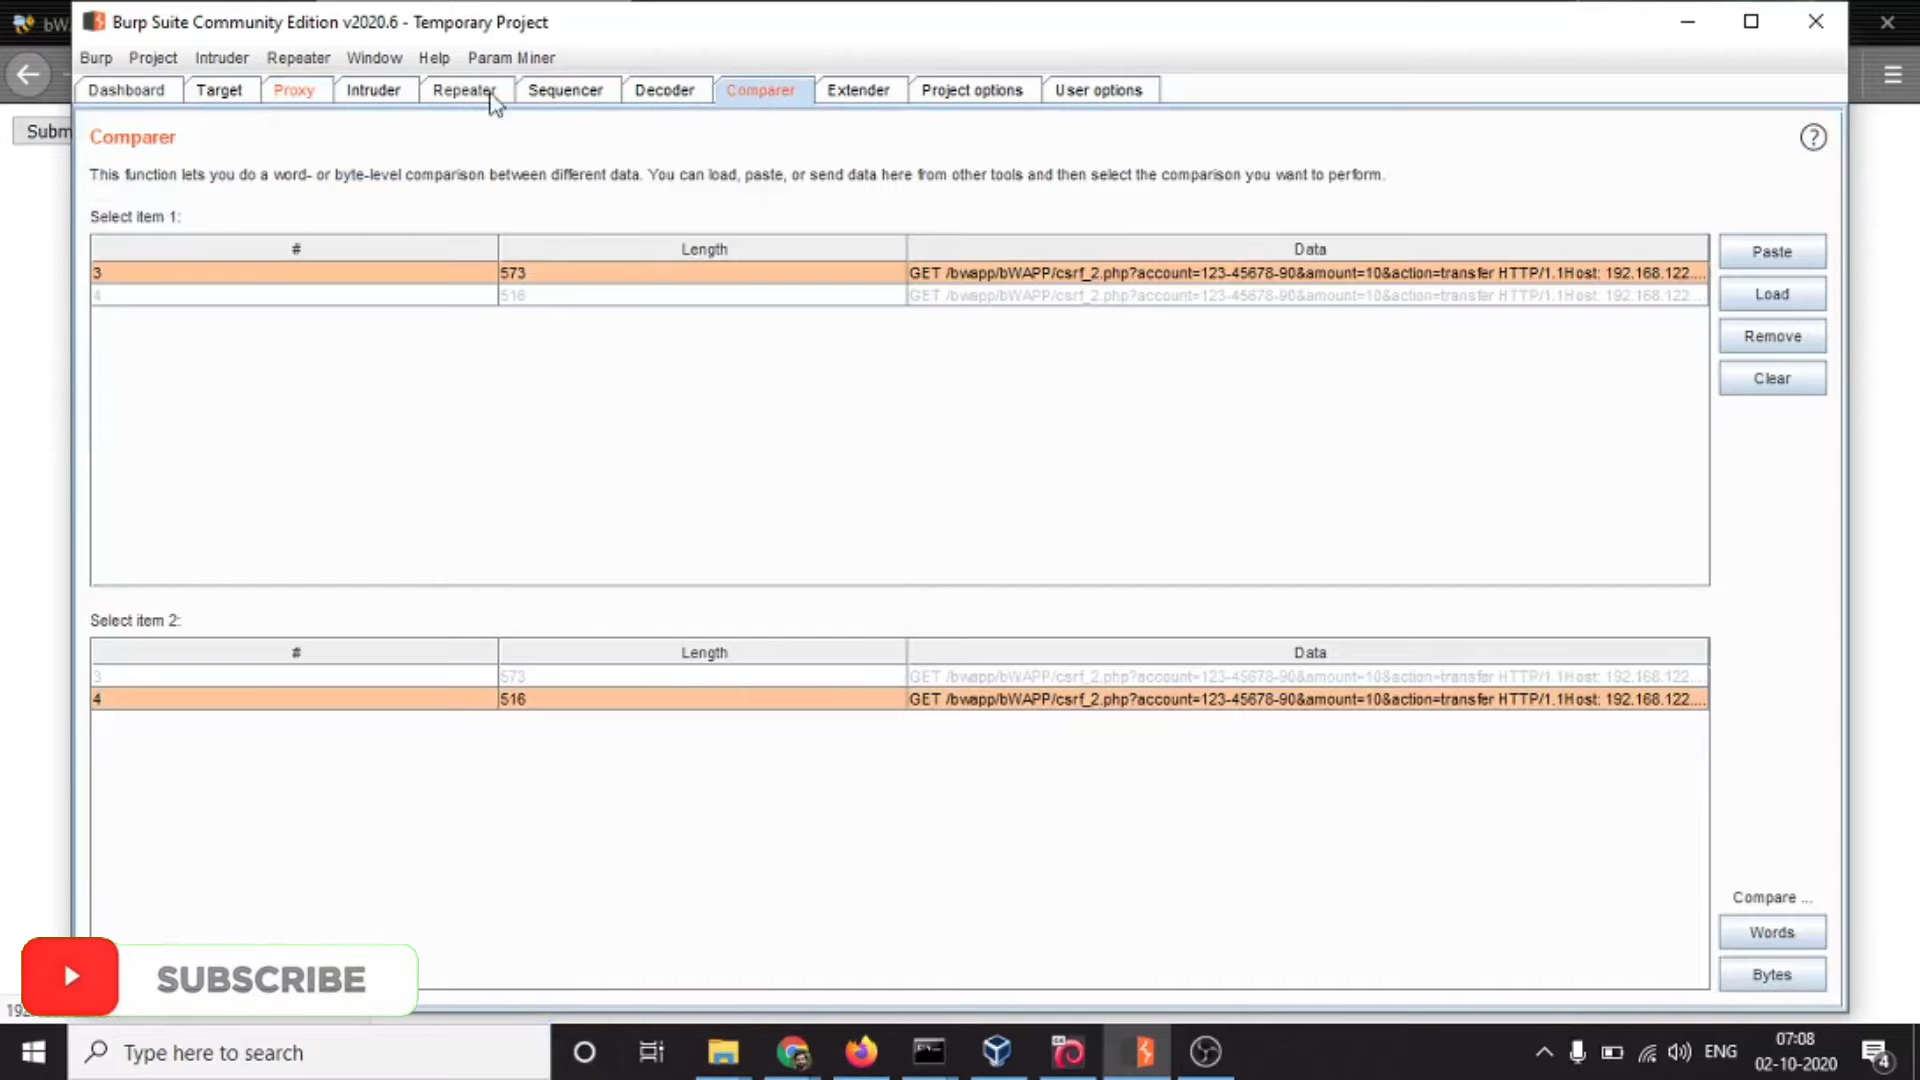 bW
Burp Suite Community Edition v2020.6 - Temporary Project
Burp Project Intruder Repeater Window Help Param Miner
Dashboard Target Proxy Intruder Repeater Sequencer Decoder Comparer Extender Project options User options
Subm
Comparer
This function lets you do a word- or byte-level comparison between different data. You can load, paste, or send data here from other tools and then select the comparison you want to perform.
Select item 1:
# Length Data
3 573 GET /bwapp/bWAPP/csrf_2.php?account=123-45678-90&amount=10&action=transfer HTTP/1.1Host: 192.168.122....
4 516 GET /bwapp/bWAPP/csrf_2.php?account=123-45678-90&amount=10&action=transfer HTTP/1.1Host: 192.168.122....
Paste
Load
Remove
Clear
Select item 2:
# Length Data
3 573 GET /bwapp/bWAPP/csrf_2.php?account=123-45678-90&amount=10&action=transfer HTTP/1.1Host: 192.168.122....
4 516 GET /bwapp/bWAPP/csrf_2.php?account=123-45678-90&amount=10&action=transfer HTTP/1.1Host: 192.168.122....
Compare ...
Words
Bytes
SUBSCRIBE
192
Type here to search
ENG
07:08
02-10-2020
4